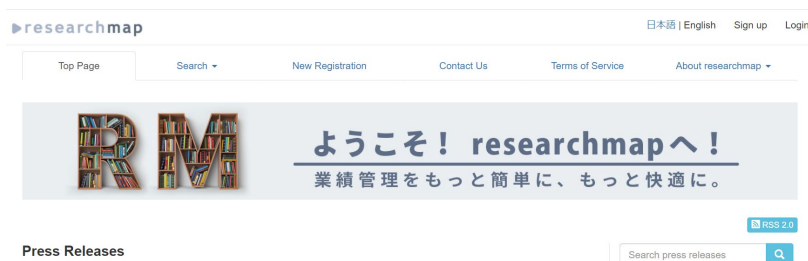 researchmap
日本語 | English Sign up Login
Top Page Search New Registration Contact Us Terms of Service About researchmap
RM
ようこそ! researchmapへ!
業績管理をもっと簡単に、もっと快適に。
RSS 2.0
Press Releases
Search press releases